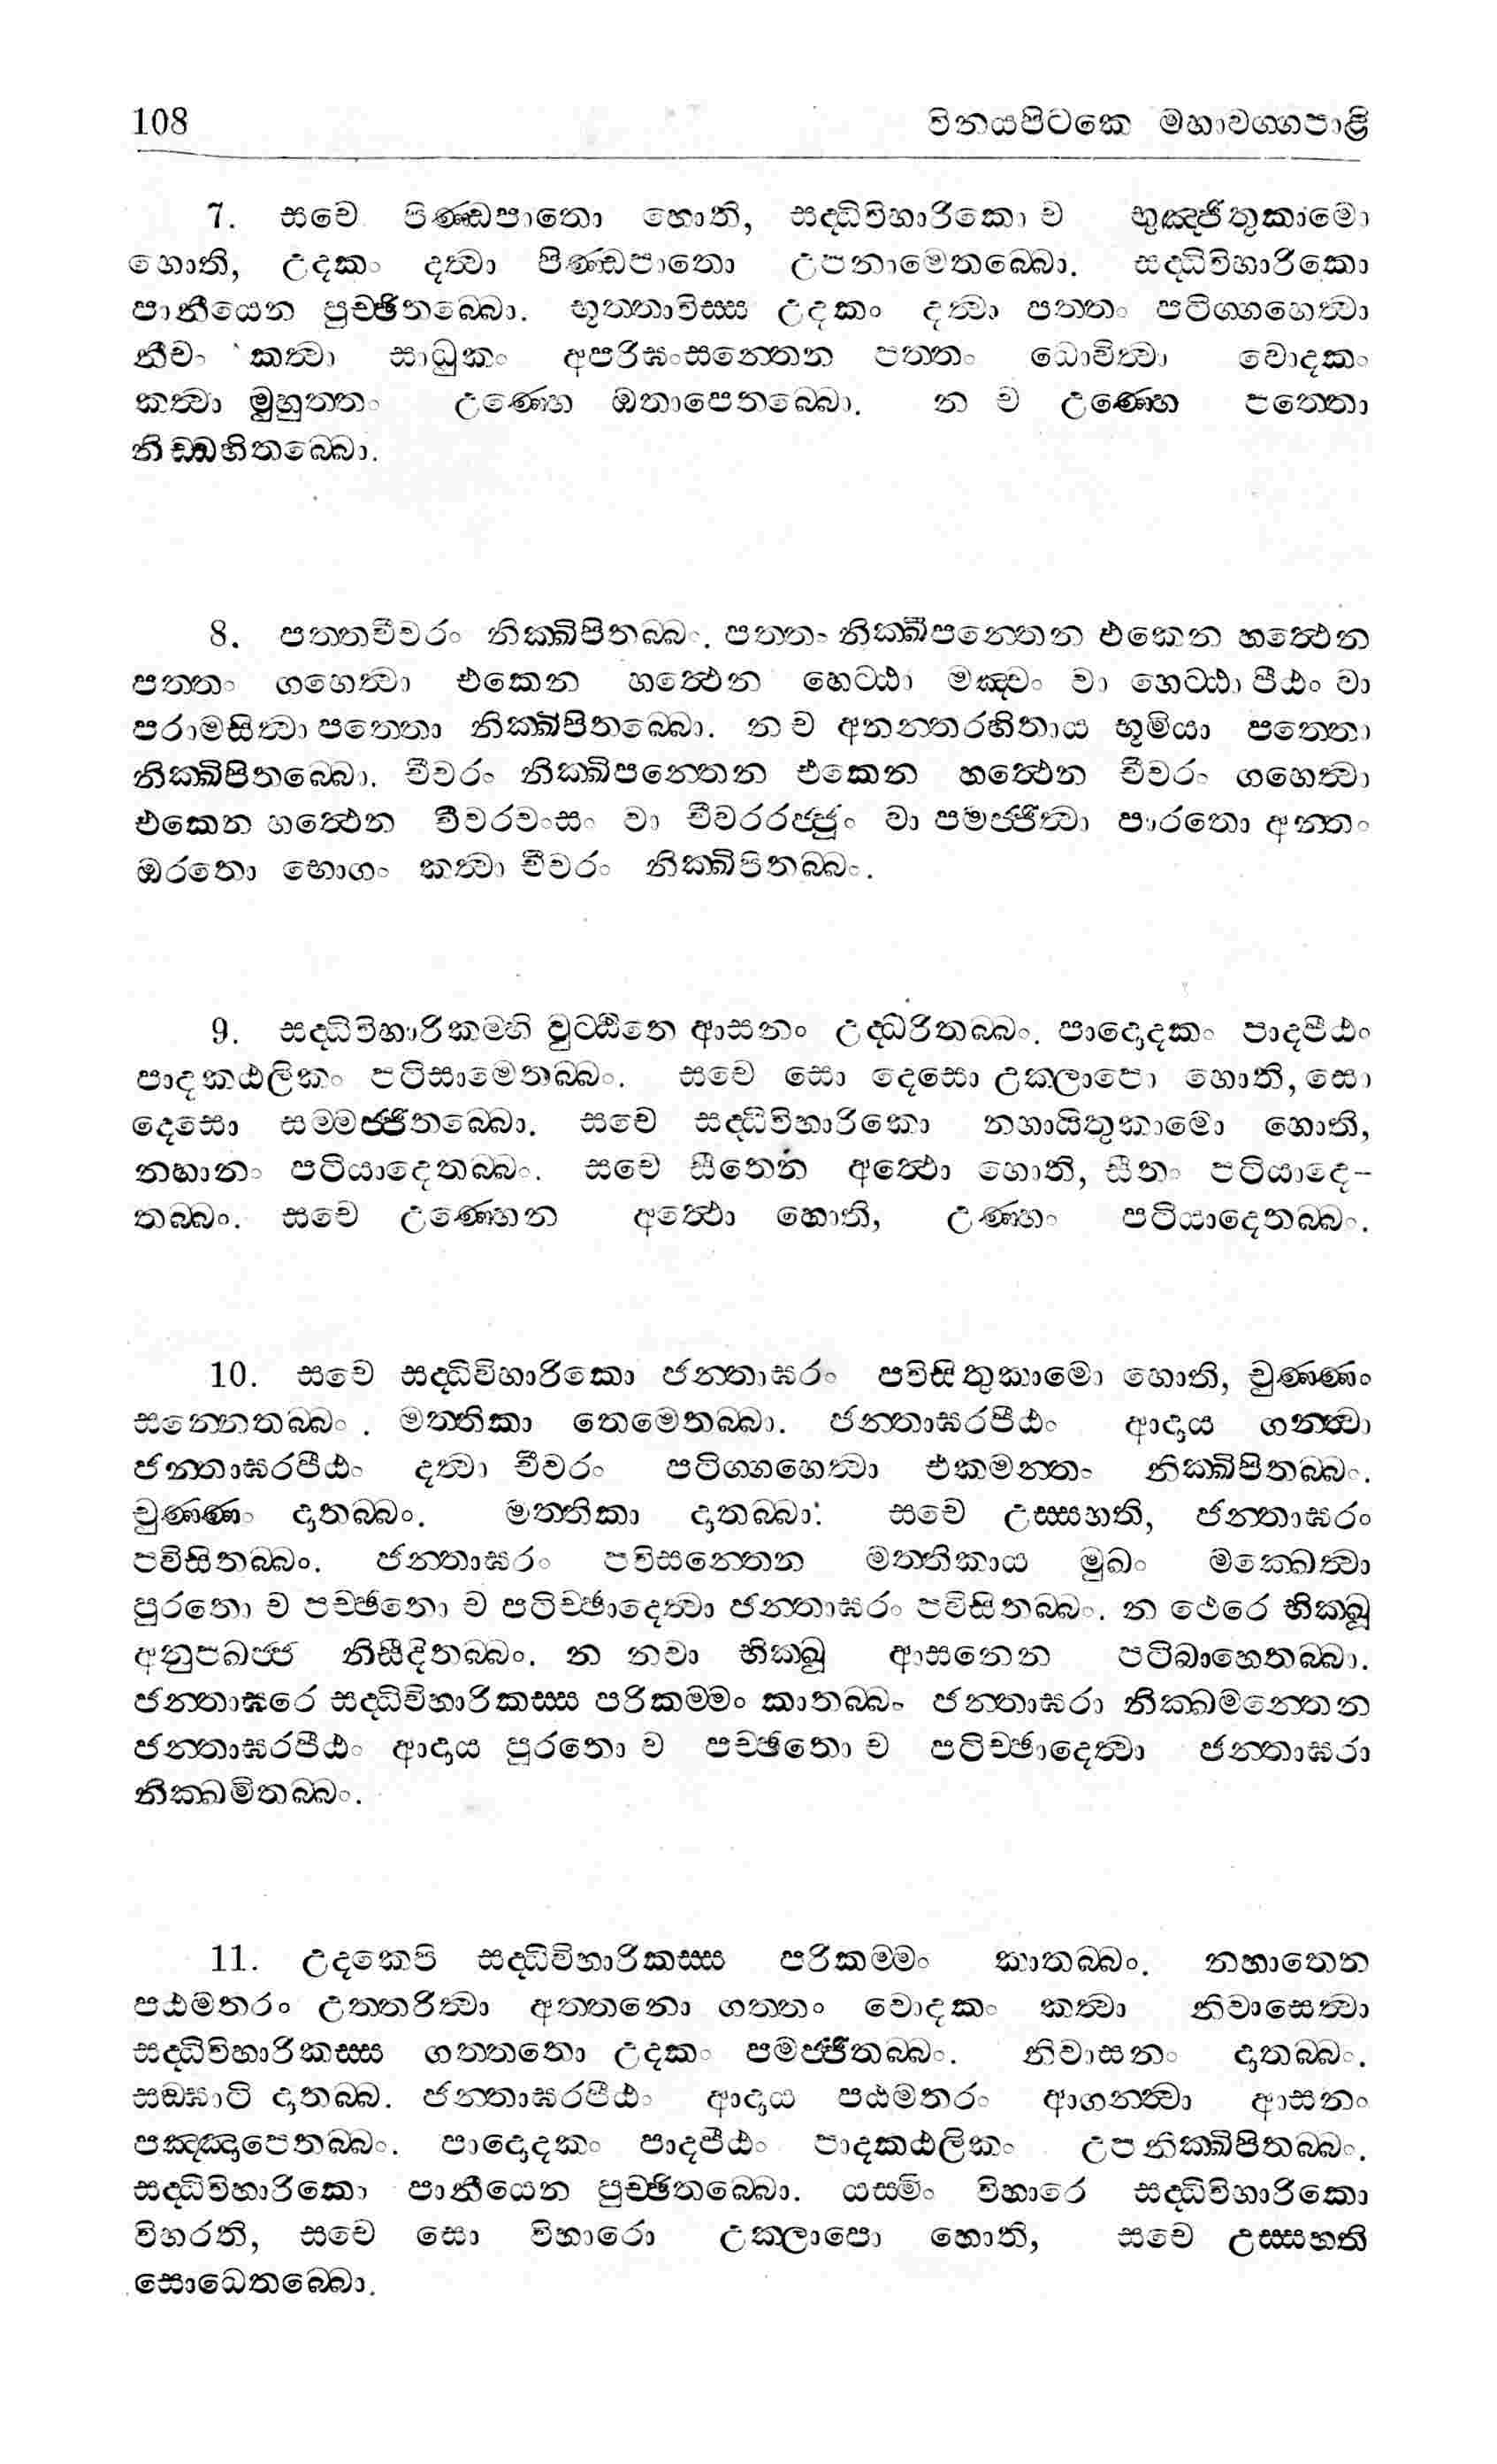 108 විනයපිටකෙ මහාවග්ගපාළි
7. සචෙ පිණ්ඩපාතො හොති, සද්ධිවිහාරිකො ච භුඤ්ජිතුකාමො
හොති, උදකං දත්වා පිණ්ඩපාතො උපනාමෙතබ්බො. සද්ධිවිහාරිකො
පානීයෙන පුච්ඡිතබ්බො. භූත්තාවිස්ස උදකං දත්වා පත්තං පටිග්ගහෙත්වා
නීචං කත්වා සාධුකං අපරිඝංසන්තෙන පත්තං ධොවිත්වා වොදකං
කත්වා මුහුත්තං උණ්හෙ ඔතාපෙතබ්බො. න ච උණ්හෙ පත්තො
නිඩ්ඩහිතබ්බො.
8. පත්තචීවරං නික්ඛිපිතබ්බං. පත්තං නික්ඛිපන්තෙන එකෙන හත්ථෙන
පත්තං ගහෙත්වා එකෙන හත්ථෙන හෙට්ඨා මඤ්චං වා හෙට්ඨා පීඨං වා
පරාමසිත්වා පත්තො නික්ඛිපිතබ්බො. න ච අනන්තරහිතාය භූමියා පත්තො
නික්ඛිපිතබ්බො. චීවරං නික්ඛිපන්තෙන එකෙන හත්ථෙන චීවරං ගහෙත්වා
එකෙන හත්ථෙන චීවරවංසං වා චීවරරජ්ජුං වා පමජ්ජිත්වා පාරතො අන්තං
ඔරතො භොගං කත්වා චීවරං නික්ඛිපිතබ්බං.
9. සද්ධිවිහාරිකම්හි වුට්ඨිතෙ ආසනං උද්ධරිතබ්බං. පාදොදකං පාදපීඨං
පාදකඨලිකං පටිසාමෙතබ්බං. සචෙ සො දෙසො උක්ලාපො හොති, සො
දෙසො සම්මජ්ජිතබ්බො. සචෙ සද්ධිවිහාරිකො නහායිතුකාමො හොති,
නහානං පටියාදෙතබ්බං. සචෙ සීතෙන අත්ථො හොති, සීතං පටියාදෙ-
තබ්බං. සචෙ උණ්හෙන අත්ථො හොති, උණ්හං පටියාදෙතබ්බං.
10. සචෙ සද්ධිවිහාරිකො ජන්තාඝරං පවිසිතුකාමො හොති, චුණ්ණං
සන්නෙතබ්බං. මත්තිකා තෙමෙතබ්බා. ජන්තාඝරපීඨං ආදාය ගන්ත්වා
ජන්තාඝරපීඨං දත්වා චීවරං පටිග්ගහෙත්වා එකමන්තං නික්ඛිපිතබ්බං.
චුණ්ණං දාතබ්බං. මත්තිකා දාතබ්බා. සචෙ උස්සහති, ජන්තාඝරං
පවිසිතබ්බං. ජන්තාඝරං පවිසන්තෙන මත්තිකාය මුඛං මක්ඛෙත්වා
පුරතො ච පච්ඡතො ච පටිච්ඡාදෙත්වා ජන්තාඝරං පවිසිතබ්බං. න ථෙරෙ භික්ඛූ
අනුපඛජ්ජ නිසීදිතබ්බං. න නවා භික්ඛූ ආසනෙන පටිබාහෙතබ්බා.
ජන්තාඝරෙ සද්ධිවිහාරිකස්ස පරිකම්මං කාතබ්බං ජන්තාඝරා නික්ඛමන්තෙන
ජන්තාඝරපීඨං ආදාය පුරතො ච පච්ඡතො ච පටිච්ඡාදෙත්වා ජන්තාඝරා
නික්ඛමිතබ්බං.
11. උදකෙපි සද්ධිවිහාරිකස්ස පරිකම්මං කාතබ්බං. නහාතෙන
පඨමතරං උත්තරිත්වා අත්තනො ගත්තං වොදකං කත්වා නිවාසෙත්වා
සද්ධිවිහාරිකස්ස ගත්තතො උදකං පමජ්ජිතබ්බං. නිවාසනං දාතබ්බං.
සඞ්ඝාටි දාතබ්බ. ජන්තාඝරපීඨං ආදාය පඨමතරං ආගන්ත්වා ආසනං
පඤ්ඤාපෙතබ්බං. පාදොදකං පාදපීඨං පාදකඨලිකං උපනික්ඛිපිතබ්බං.
සද්ධිවිහාරිකො පානීයෙන පුච්ඡිතබ්බො. යස්මිං විහාරෙ සද්ධිවිහාරිකො
විහරති, සචෙ සො විහාරො උක්ලාපො හොති, සචෙ උස්සහති
සොධෙතබ්බො.